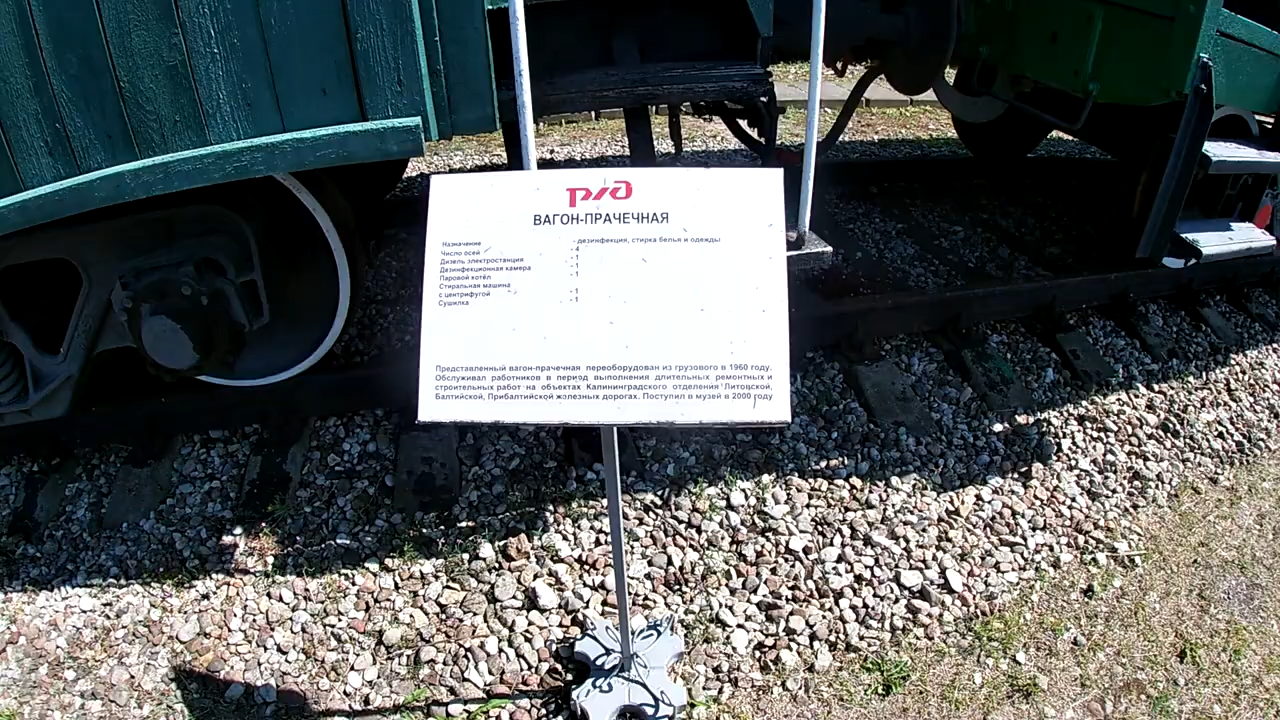 РЖД
ВАГОН-ПРАЧЕЧНАЯ
Назначение - дезинфекция, стирка белья и одежды
Число осей - 4
Дизель электростанция - 1
Дезинфекционная камера - 1
Паровой котёл - 1
Стиральная машина
с центрифугой - 1
Сушилка - 1
Представленный вагон-прачечная переоборудован из грузового в 1960 году.
Обслуживал работников в период выполнения длительных ремонтных и
строительных работ на объектах Калининградского отделения Литовской,
Балтийской, Прибалтийской железных дорогах. Поступил в музей в 2000 году